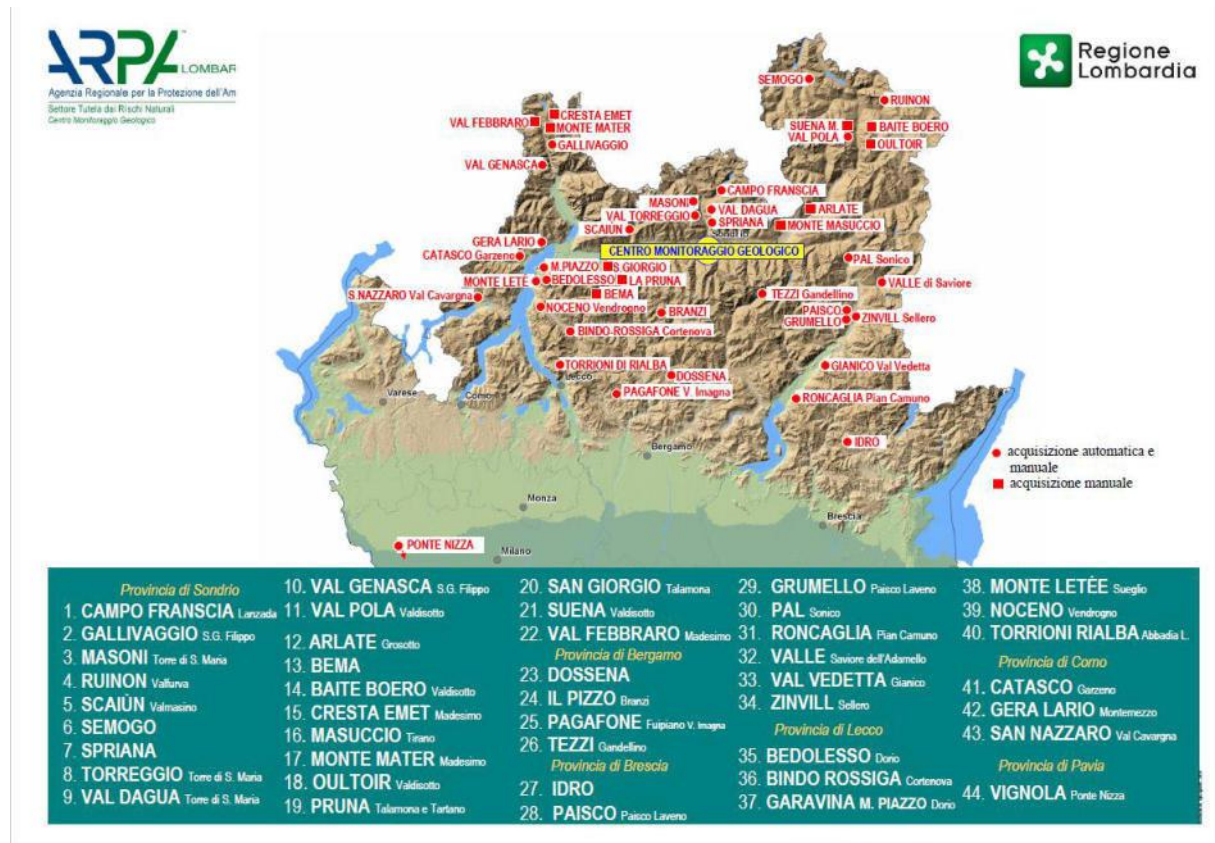 ARPA LOMBAR
Agenzia Regionale per la Protezione dell'Am
Settore Tutela dai Rischi Naturali
Centro Monitoraggio Geologico
Regione
Lombardia
SEMOGO
RUINON
CRESTA EMET
VAL FEBBRARO
MONTE MATER
SUENA M.
BAITE BOERO
VAL POLA
GALLIVAGGIO
OULTOIR
VAL GENASCA
CAMPO FRANSCIA
MASONI
VAL DAGUA
ARLATE
VAL TORREGGIO
SPRIANA
MONTE MASUCCIO
SCAIUN
GERA LARIO
CENTRO MONITORAGGIO GEOLOGICO
CATASCO Garzeno
PAL Sonico
M.PIAZZO
S.GIORGIO
MONTE LETE
BEDOLESSO
LA PRUNA
VALLE di Saviore
S.NAZZARO Val Cavargna
BEMA
TEZZI Gandellino
NOCENO Vendrogno
BRANZI
PAISCO
GRUMELLO
ZINVILL Sellero
BINDO-ROSSIGA Cortenova
TORRIONI DI RIALBA
Lecco
GIANICO Val Vedetta
DOSSENA
PAGAFONE V. Imagna
Varese
Como
RONCAGLIA Pian Camuno
IDRO
Bergamo
acquisizione automatica e
manuale
acquisizione manuale
Monza
Brescia
PONTE NIZZA
Milano
Provincia di Sondrio
1. CAMPO FRANSCIA Lanzada
2. GALLIVAGGIO S.G. Filippo
3. MASONI Torre di S. Maria
4. RUINON Valfurva
5. SCAIÙN Valmasino
6. SEMOGO
7. SPRIANA
8. TORREGGIO Torre di S. Maria
9. VAL DAGUA Torre di S. Maria
10. VAL GENASCA S.G. Filippo
11. VAL POLA Valdisotto
12. ARLATE Grosotto
13. BEMA
14. BAITE BOERO Valdisotto
15. CRESTA EMET Madesimo
16. MASUCCIO Tirano
17. MONTE MATER Madesimo
18. OULTOIR Valdisotto
19. PRUNA Talamona e Tartano
20. SAN GIORGIO Talamona
21. SUENA Valdisotto
22. VAL FEBBRARO Madesimo
Provincia di Bergamo
23. DOSSENA
24. IL PIZZO Branzi
25. PAGAFONE Fuipiano V. Imagna
26. TEZZI Gandellino
Provincia di Brescia
27. IDRO
28. PAISCO Paisco Laveno
29. GRUMELLO Paisco Laveno
30. PAL Sonico
31. RONCAGLIA Pian Camuno
32. VALLE Saviore dell'Adamello
33. VAL VEDETTA Gianico
34. ZINVILL Sellero
Provincia di Lecco
35. BEDOLESSO Dorio
36. BINDO ROSSIGA Cortenova
37. GARAVINA M. PIAZZO Dorio
38. MONTE LETÉE Sueglio
39. NOCENO Vendrogno
40. TORRIONI RIALBA Abbadia L.
Provincia di Como
41. CATASCO Garzeno
42. GERA LARIO Montemezzo
43. SAN NAZZARO Val Cavargna
Provincia di Pavia
44. VIGNOLA Ponte Nizza